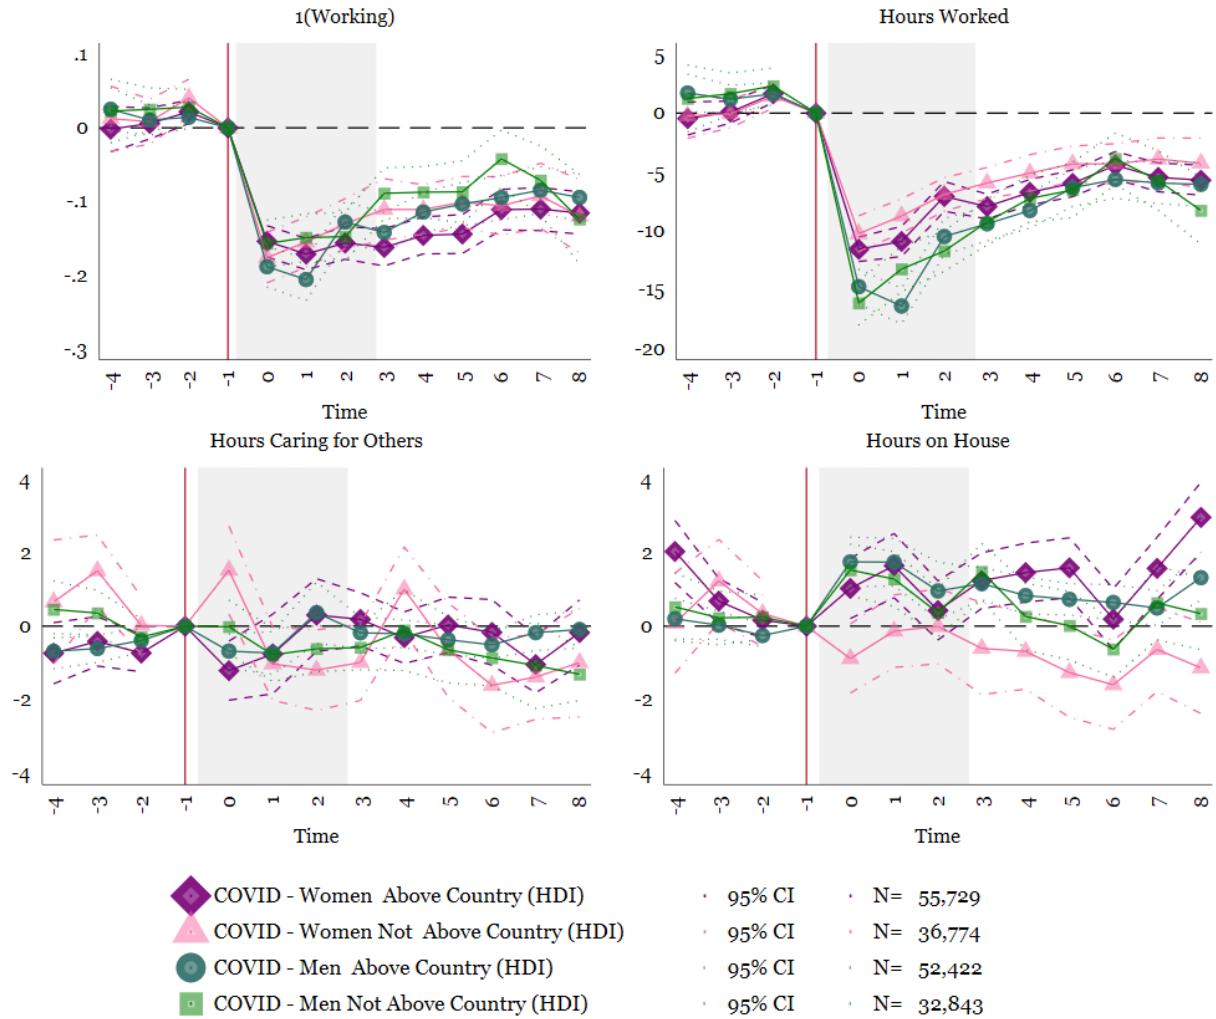 1(Working)
.1
0
-.1
-.2
-.3
-4 -3 -2 -1 0 1 2 3 4 5 6 7 8
Time
Hours Worked
5
0
-5
-10
-15
-20
-4 -3 -2 -1 0 1 2 3 4 5 6 7 8
Time
Hours Caring for Others
4
2
0
-2
-4
-4 -3 -2 -1 0 1 2 3 4 5 6 7 8
Time
Hours on House
4
2
0
-2
-4
-4 -3 -2 -1 0 1 2 3 4 5 6 7 8
Time
COVID - Women Above Country (HDI) 95% CI N= 55,729
COVID - Women Not Above Country (HDI) 95% CI N= 36,774
COVID - Men Above Country (HDI) 95% CI N= 52,422
COVID - Men Not Above Country (HDI) 95% CI N= 32,843